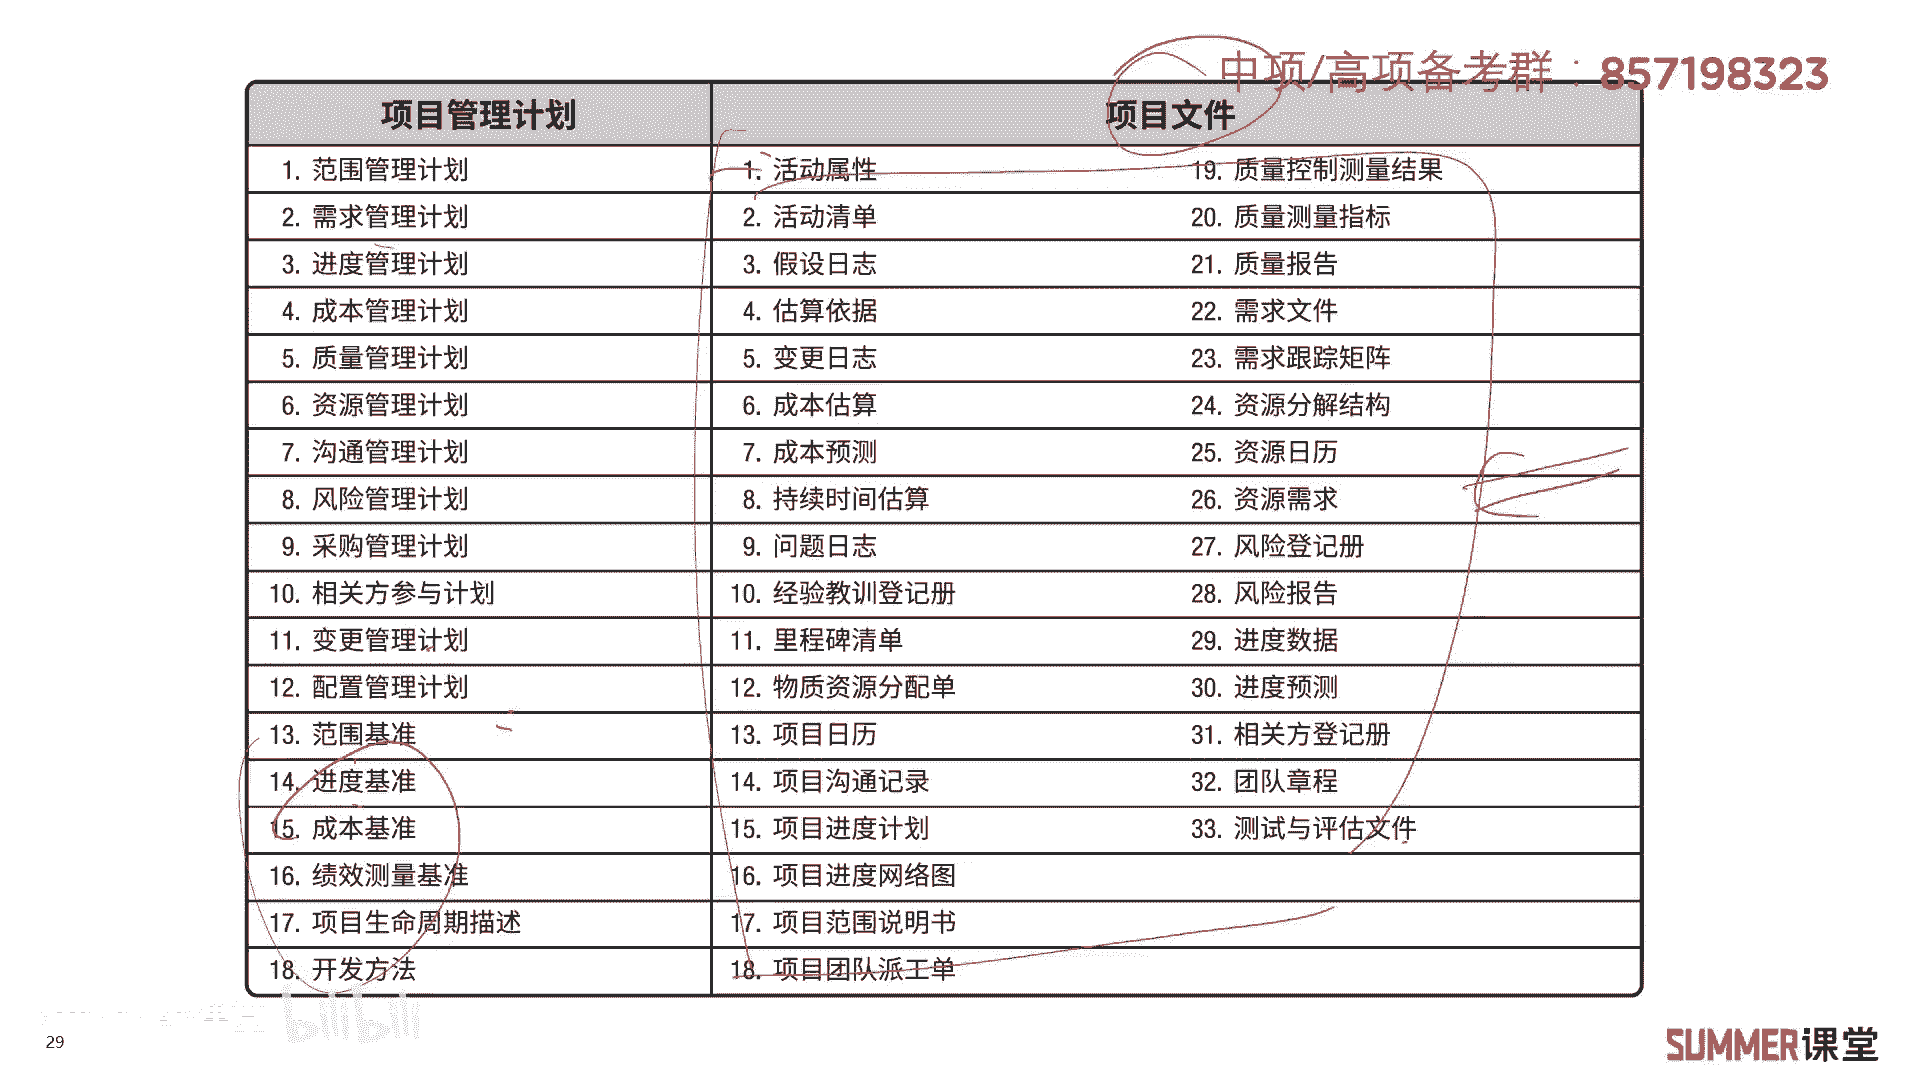 中项/高项备考群：857198323
项目管理计划 项目文件
1. 范围管理计划 1. 活动属性 19. 质量控制测量结果
2. 需求管理计划 2. 活动清单 20. 质量测量指标
3. 进度管理计划 3. 假设日志 21. 质量报告
4. 成本管理计划 4. 估算依据 22. 需求文件
5. 质量管理计划 5. 变更日志 23. 需求跟踪矩阵
6. 资源管理计划 6. 成本估算 24. 资源分解结构
7. 沟通管理计划 7. 成本预测 25. 资源日历
8. 风险管理计划 8. 持续时间估算 26. 资源需求
9. 采购管理计划 9. 问题日志 27. 风险登记册
10. 相关方参与计划 10. 经验教训登记册 28. 风险报告
11. 变更管理计划 11. 里程碑清单 29. 进度数据
12. 配置管理计划 12. 物质资源分配单 30. 进度预测
13. 范围基准 13. 项目日历 31. 相关方登记册
14. 进度基准 14. 项目沟通记录 32. 团队章程
15. 成本基准 15. 项目进度计划 33. 测试与评估文件
16. 绩效测量基准 16. 项目进度网络图
17. 项目生命周期描述 17. 项目范围说明书
18. 开发方法 18. 项目团队派工单
bilibili
29
SUMMER课堂